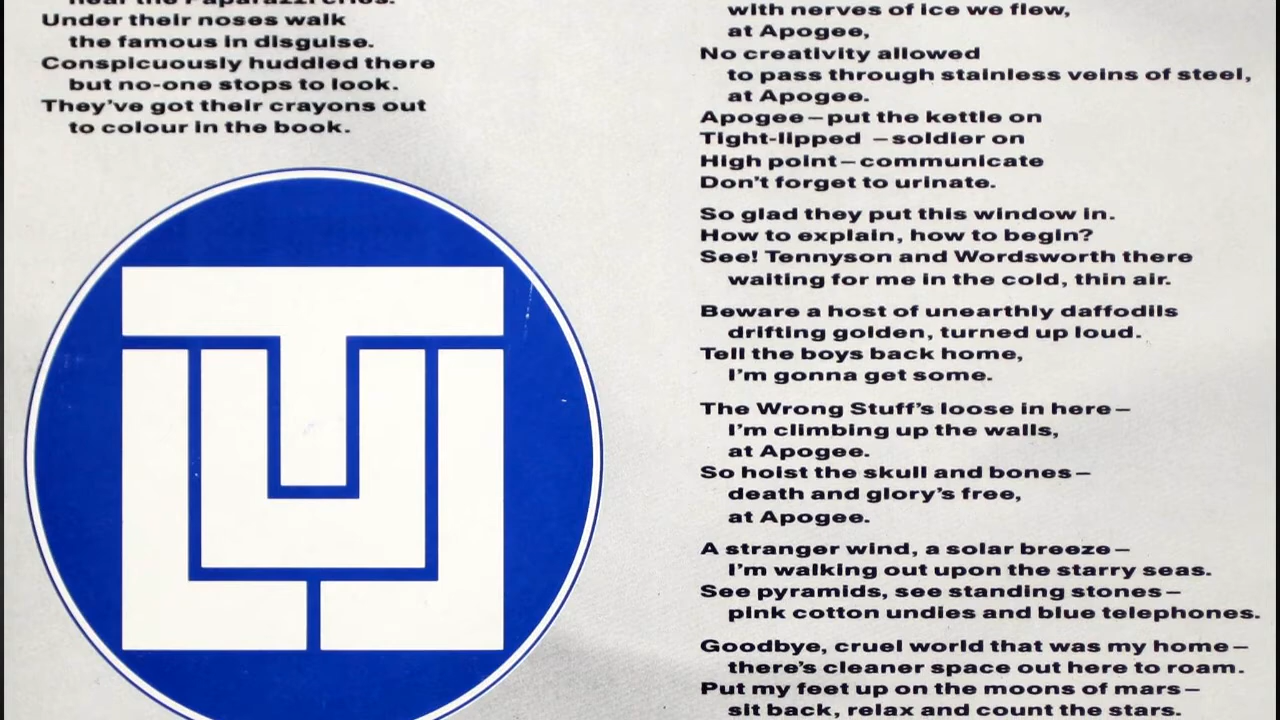 near the Paparazzi cries.
Under their noses walk
the famous in disguise.
Conspicuously huddled there
but no-one stops to look.
They've got their crayons out
to colour in the book.
with nerves of ice we flew,
at Apogee,
No creativity allowed
to pass through stainless veins of steel,
at Apogee.
Apogee—put the kettle on
Tight-lipped —soldier on
High point—communicate
Don't forget to urinate.
So glad they put this window in.
How to explain, how to begin?
See! Tennyson and Wordsworth there
waiting for me in the cold, thin air.
Beware a host of unearthly daffodils
drifting golden, turned up loud.
Tell the boys back home,
I'm gonna get some.
The Wrong Stuff's loose in here—
I'm climbing up the walls,
at Apogee.
So hoist the skull and bones—
death and glory's free,
at Apogee.
A stranger wind, a solar breeze—
I'm walking out upon the starry seas.
See pyramids, see standing stones—
pink cotton undies and blue telephones.
Goodbye, cruel world that was my home—
there's cleaner space out here to roam.
Put my feet up on the moons of mars—
sit back, relax and count the stars.